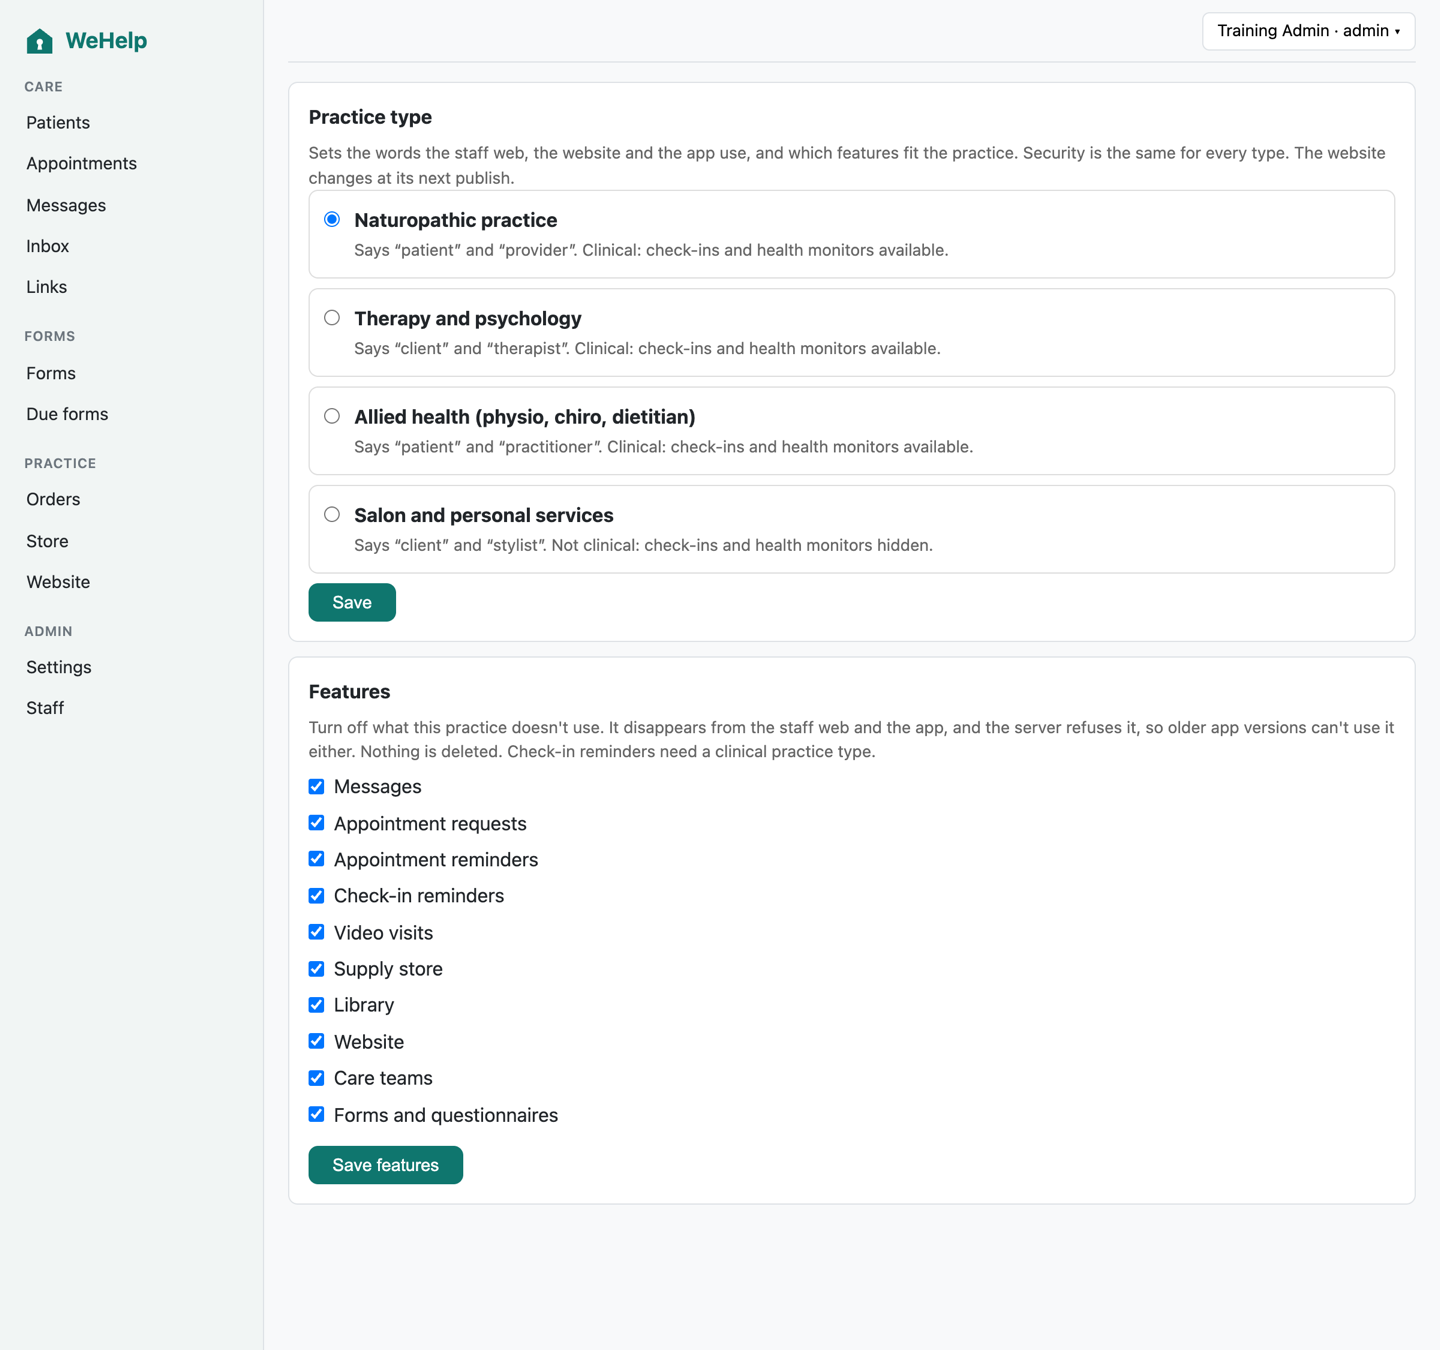 WeHelp
Training Admin · admin ▾
CARE
Patients
Appointments
Messages
Inbox
Links
FORMS
Forms
Due forms
PRACTICE
Orders
Store
Website
ADMIN
Settings
Staff
Practice type
Sets the words the staff web, the website and the app use, and which features fit the practice. Security is the same for every type. The website
changes at its next publish.
Naturopathic practice
Says “patient” and “provider”. Clinical: check-ins and health monitors available.
Therapy and psychology
Says “client” and “therapist”. Clinical: check-ins and health monitors available.
Allied health (physio, chiro, dietitian)
Says “patient” and “practitioner”. Clinical: check-ins and health monitors available.
Salon and personal services
Says “client” and “stylist”. Not clinical: check-ins and health monitors hidden.
Save
Features
Turn off what this practice doesn't use. It disappears from the staff web and the app, and the server refuses it, so older app versions can't use it
either. Nothing is deleted. Check-in reminders need a clinical practice type.
Messages
Appointment requests
Appointment reminders
Check-in reminders
Video visits
Supply store
Library
Website
Care teams
Forms and questionnaires
Save features